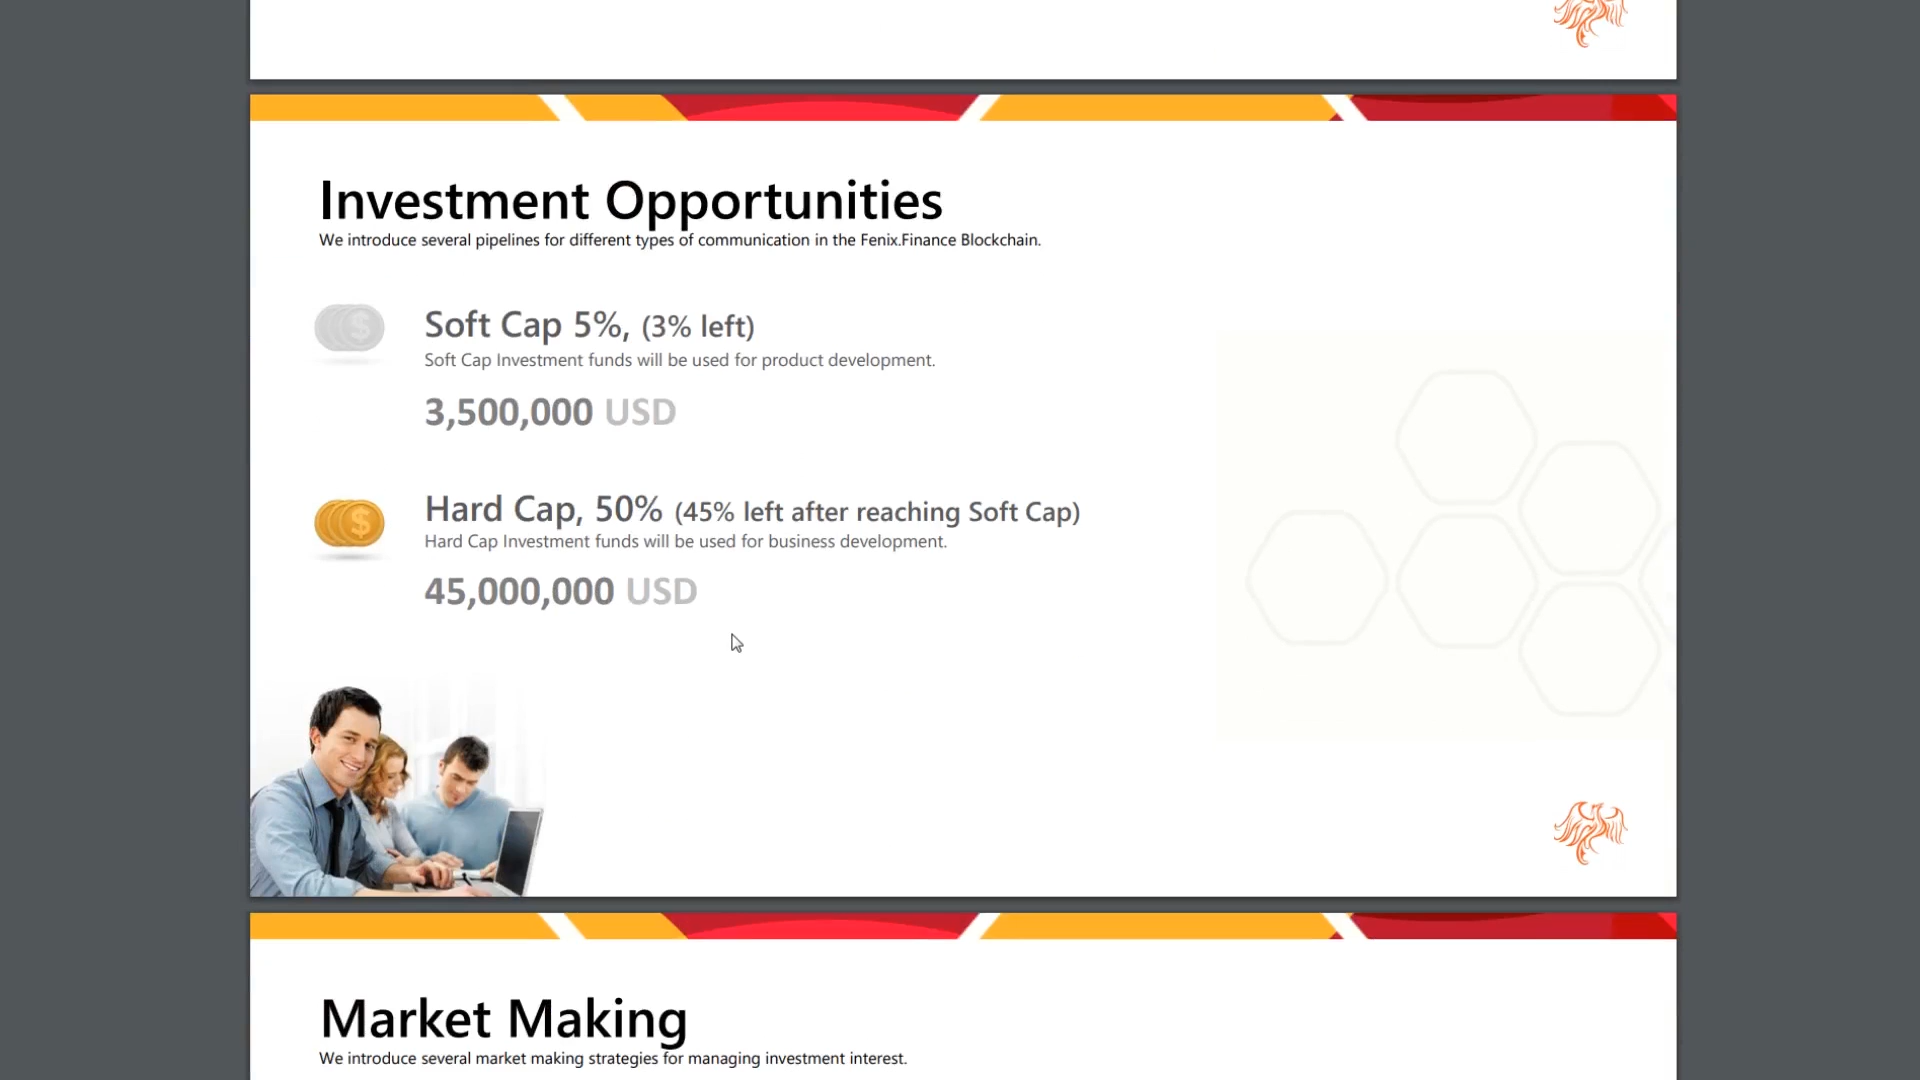 Investment Opportunities
We introduce several pipelines for different types of communication in the Fenix.Finance Blockchain.
Soft Cap 5%, (3% left)
Soft Cap Investment funds will be used for product development.
3,500,000 USD
Hard Cap, 50% (45% left after reaching Soft Cap)
Hard Cap Investment funds will be used for business development.
45,000,000 USD
Market Making
We introduce several market making strategies for managing investment interest.